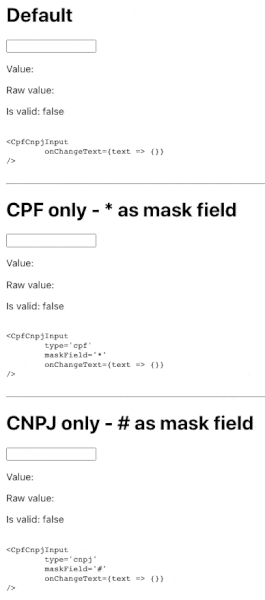 Default
Value:
Raw value:
Is valid: false
<CpfCnpjInput
onChangeText={text => {}}
/>
CPF only - * as mask field
Value:
Raw value:
Is valid: false
<CpfCnpjInput
type='cpf'
maskField='*'
onChangeText={text => {}}
/>
CNPJ only - # as mask field
Value:
Raw value:
Is valid: false
<CpfCnpjInput
type='cnpj'
maskField='#'
onChangeText={text => {}}
/>